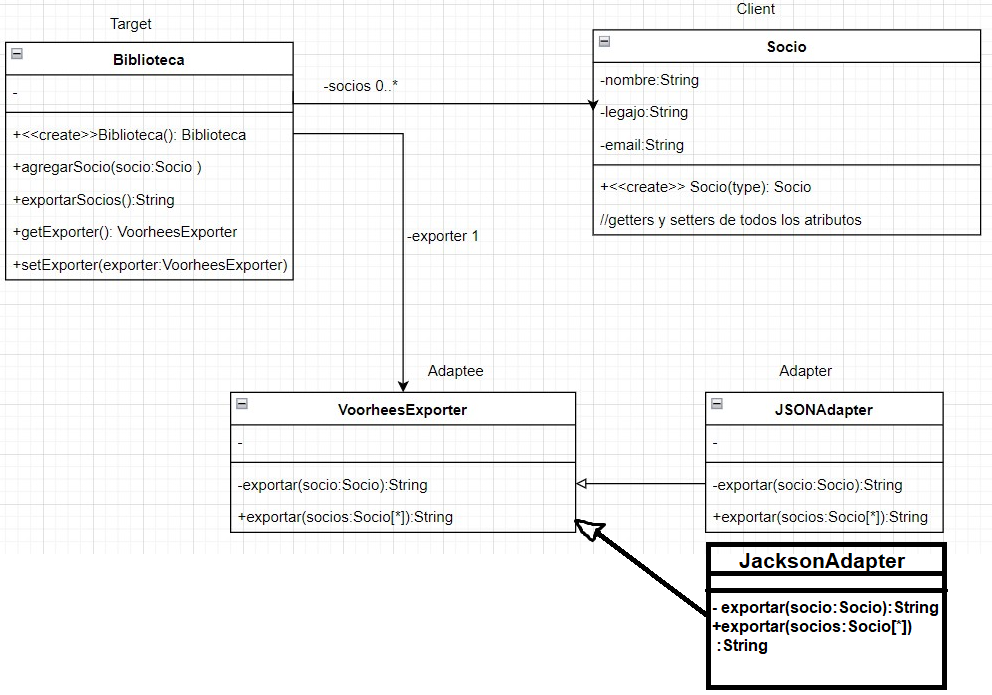 Target
Client
Biblioteca
-
+<<create>>Biblioteca(): Biblioteca
+agregarSocio(socio:Socio )
+exportarSocios():String
+getExporter(): VoorheesExporter
+setExporter(exporter:VoorheesExporter)
-socios 0..*
Socio
-nombre:String
-legajo:String
-email:String
+<<create>> Socio(type): Socio
//getters y setters de todos los atributos
-exporter 1
Adaptee
VoorheesExporter
-
-exportar(socio:Socio):String
+exportar(socios:Socio[*]):String
Adapter
JSONAdapter
-
-exportar(socio:Socio):String
+exportar(socios:Socio[*]):String
JacksonAdapter
- exportar(socio:Socio):String
+exportar(socios:Socio[*])
:String